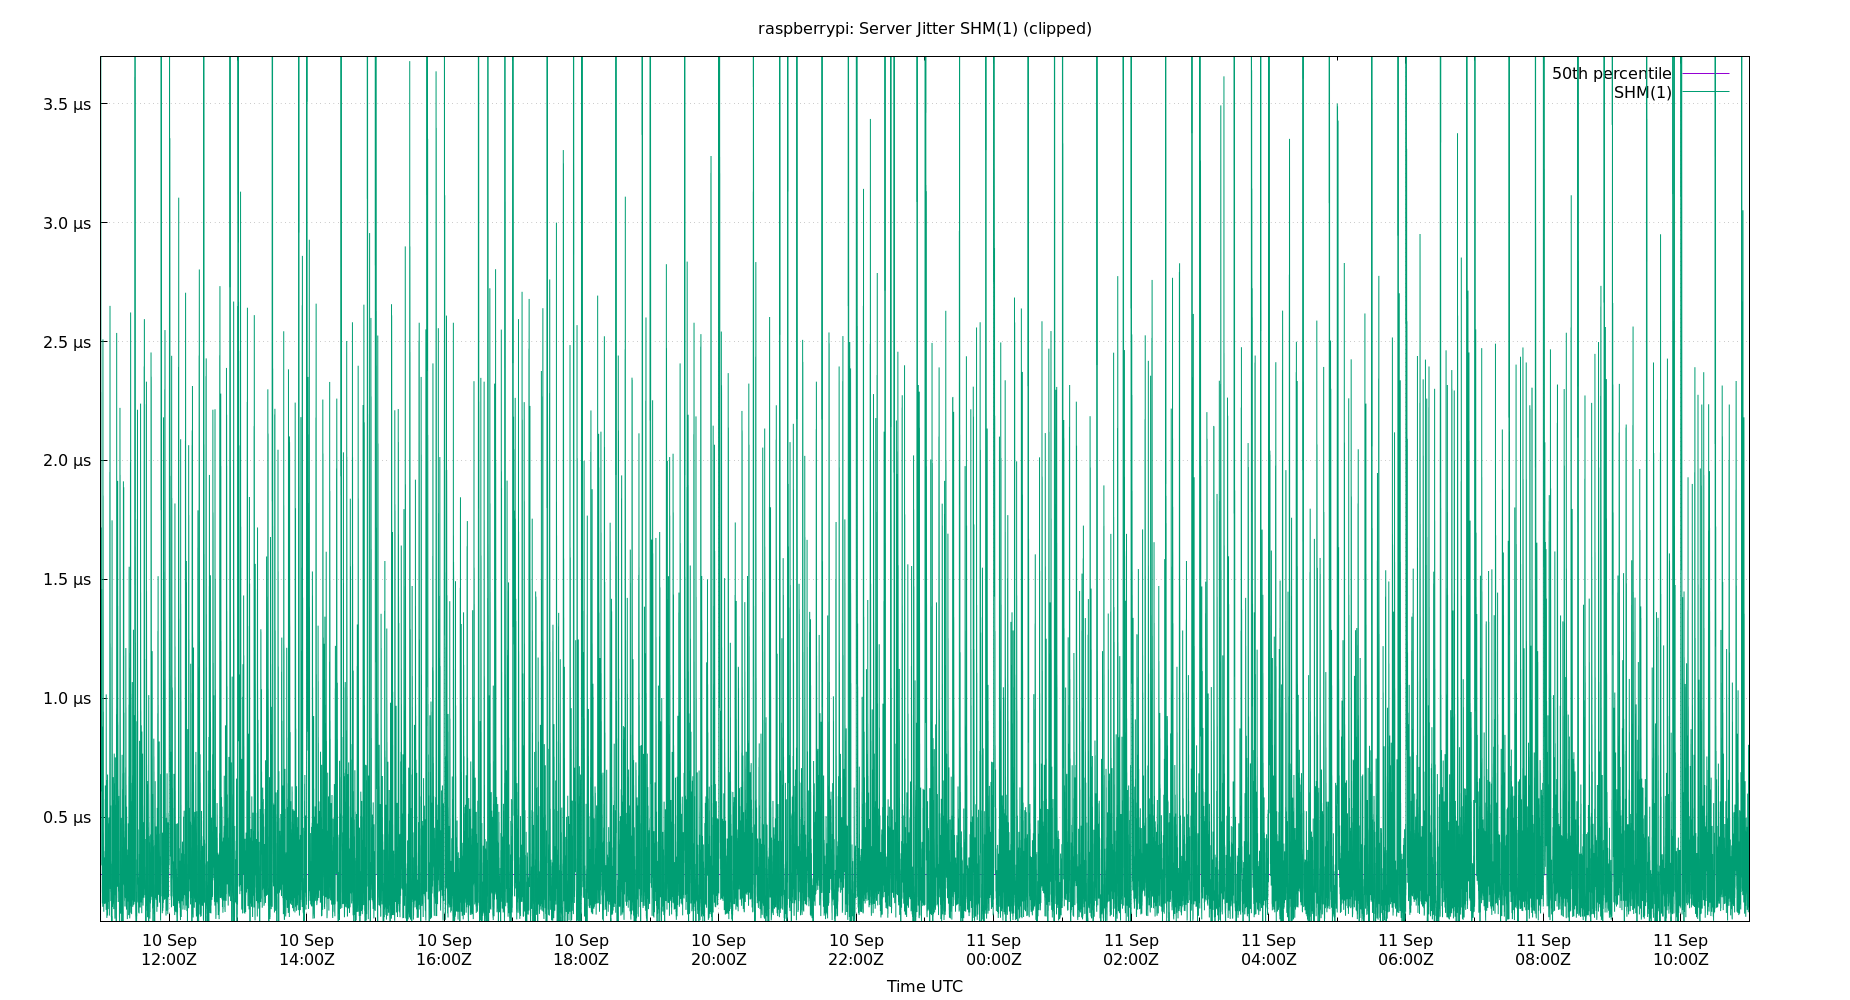 raspberrypi: Server Jitter SHM(1) (clipped)
50th percentile
SHM(1)
3.5 µs
3.0 µs
2.5 µs
2.0 µs
1.5 µs
1.0 µs
0.5 µs
10 Sep 10 Sep 10 Sep 10 Sep 10 Sep 10 Sep 11 Sep 11 Sep 11 Sep 11 Sep 11 Sep 11 Sep
12:00Z 14:00Z 16:00Z 18:00Z 20:00Z 22:00Z 00:00Z 02:00Z 04:00Z 06:00Z 08:00Z 10:00Z
Time UTC